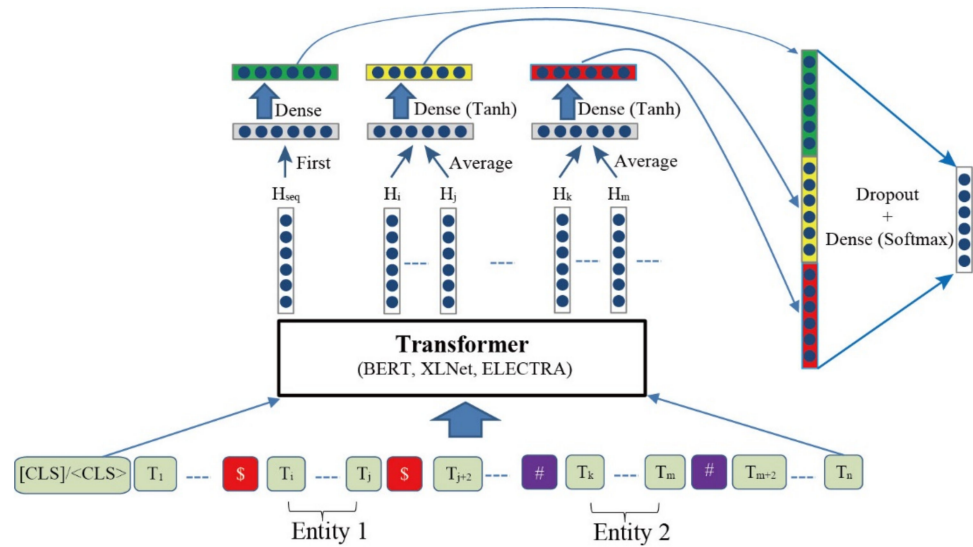 Dense
Dense (Tanh)
Dense (Tanh)
First
Average
Average
Hseq
Hi
Hj
Hk
Hm
Dropout
+
Dense (Softmax)
Transformer
(BERT, XLNet, ELECTRA)
[CLS]/<CLS> T1 $ Ti Tj $ Tj+2 # Tk Tm # Tm+2 Tn
Entity 1
Entity 2